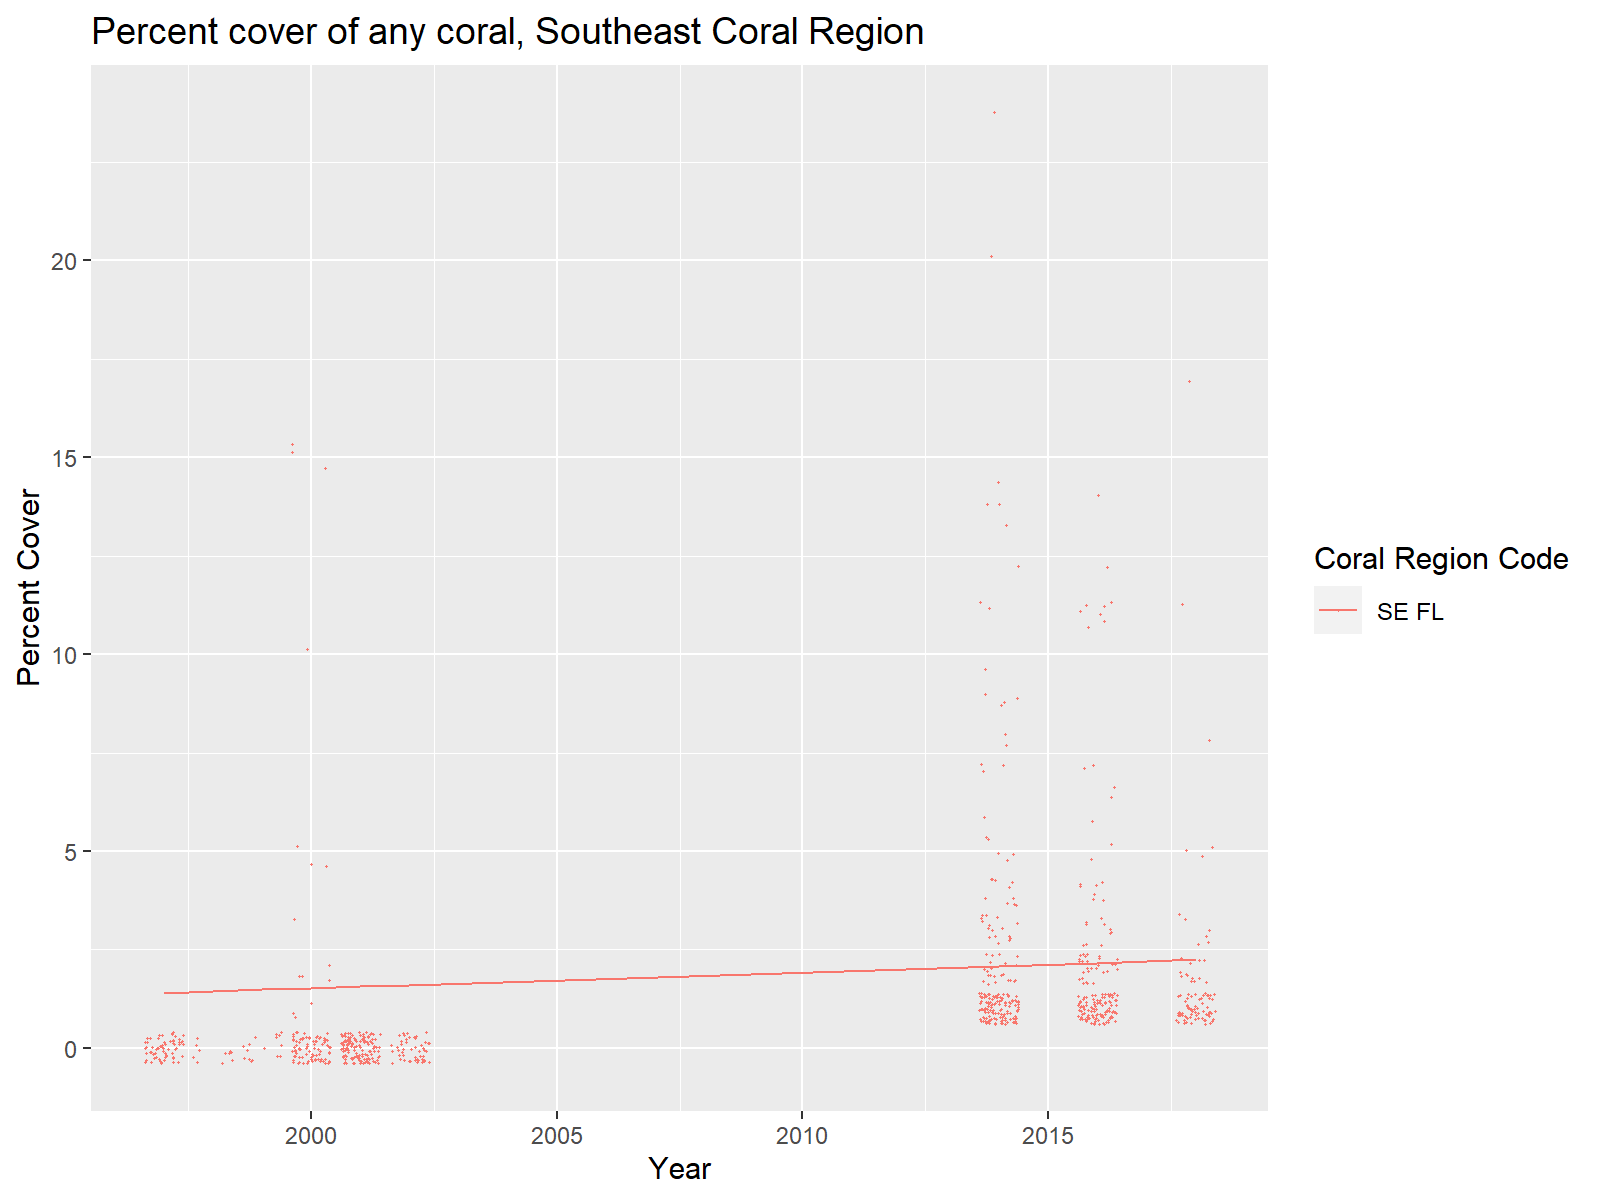 Percent cover of any coral, Southeast Coral Region
20
15
10
5
0
Percent Cover
2000 2005 2010 2015
Year
Coral Region Code
SE FL